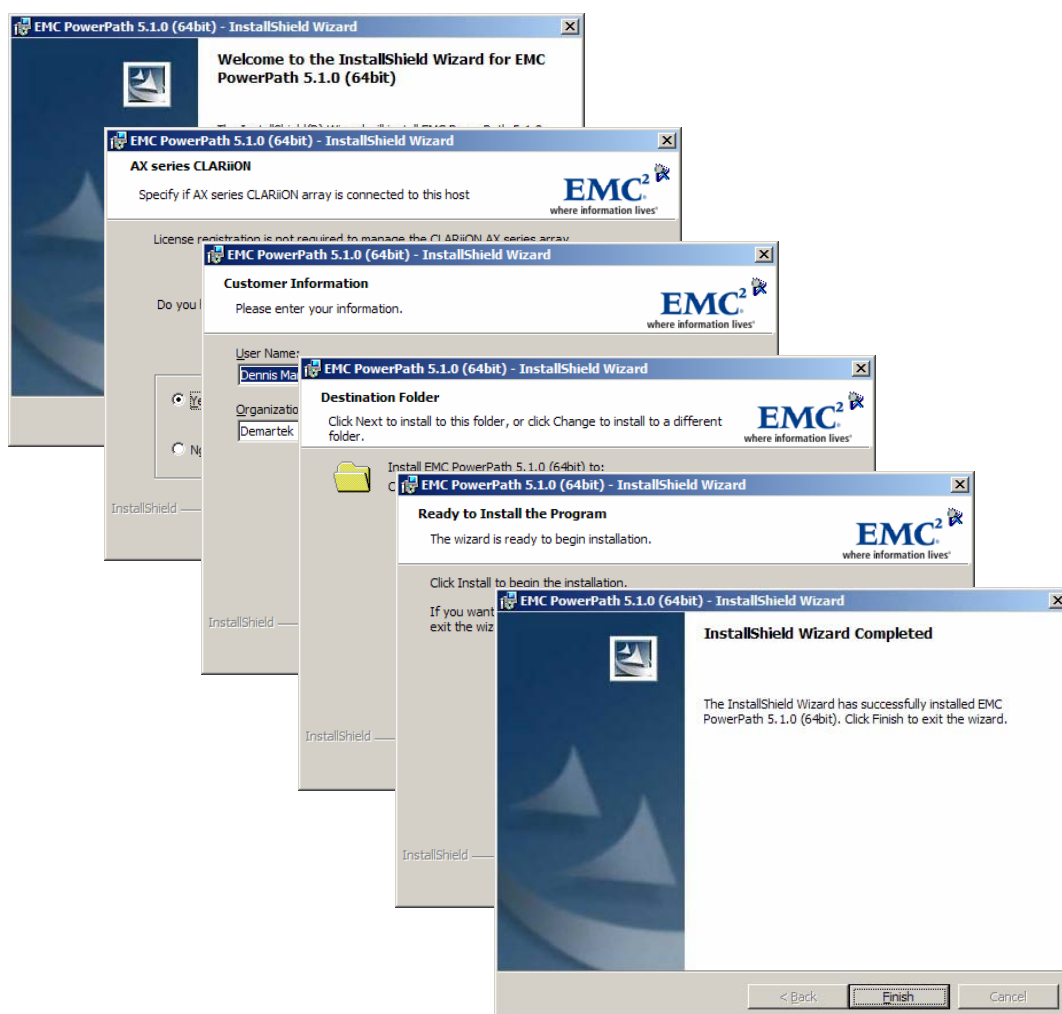 EMC PowerPath 5.1.0 (64bit) - InstallShield Wizard
Welcome to the InstallShield Wizard for EMC
PowerPath 5.1.0 (64bit)
EMC PowerPath 5.1.0 (64bit) - InstallShield Wizard
AX series CLARiiON
Specify if AX series CLARiiON array is connected to this host
EMC²
where information lives®
License registration is not required to manage the CLARiiON AX series array
Do you
InstallShield
EMC PowerPath 5.1.0 (64bit) - InstallShield Wizard
Customer Information
Please enter your information.
EMC²
where information lives®
User Name:
Dennis Ma
Organizatio
Demartek
InstallShield
EMC PowerPath 5.1.0 (64bit) - InstallShield Wizard
Destination Folder
Click Next to install to this folder, or click Change to install to a different
folder.
EMC²
where information lives®
Install EMC PowerPath 5.1.0 (64bit) to:
InstallShield
EMC PowerPath 5.1.0 (64bit) - InstallShield Wizard
Ready to Install the Program
The wizard is ready to begin installation.
EMC²
where information lives®
Click Install to begin the installation.
If you want
exit the wiz
InstallShield
EMC PowerPath 5.1.0 (64bit) - InstallShield Wizard
InstallShield Wizard Completed
The InstallShield Wizard has successfully installed EMC
PowerPath 5.1.0 (64bit). Click Finish to exit the wizard.
< Back
Finish
Cancel